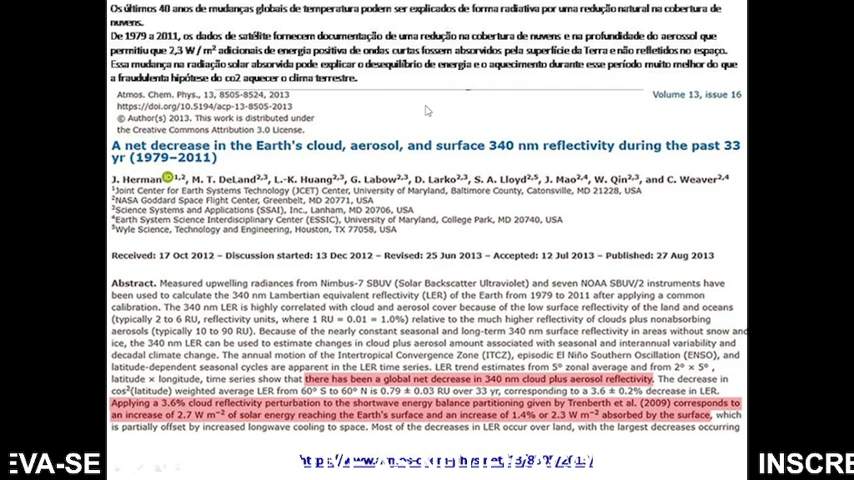 Os últimos 40 anos de mudanças globais de temperatura podem ser explicados de forma radiativa por uma redução natural na cobertura de
nuvens.
De 1979 a 2011, os dados de satélite fornecem documentação de uma redução na cobertura de nuvens e na profundidade do aerossol que
permitiu que 2,3 W / m² adicionais de energia positiva de ondas curtas fossem absorvidos pela superfície da Terra e não refletidos no espaço.
Essa mudança na radiação solar absorvida pode explicar o desequilíbrio de energia e o aquecimento durante esse período muito melhor do que
a fraudulenta hipótese do co2 aquecer o clima terrestre.
Atmos. Chem. Phys., 13, 8505-8524, 2013
Volume 13, issue 16
https://doi.org/10.5194/acp-13-8505-2013
© Author(s) 2013. This work is distributed under
the Creative Commons Attribution 3.0 License.
A net decrease in the Earth's cloud, aerosol, and surface 340 nm reflectivity during the past 33
yr (1979–2011)
J. Herman iD 1,2, M. T. DeLand2,3, L.-K. Huang2,3, G. Labow2,3, D. Larko2,3, S. A. Lloyd2,5, J. Mao2,4, W. Qin2,3, and C. Weaver2,4
1Joint Center for Earth Systems Technology (JCET) Center, University of Maryland, Baltimore County, Catonsville, MD 21228, USA
2NASA Goddard Space Flight Center, Greenbelt, MD 20771, USA
3Science Systems and Applications (SSAI), Inc., Lanham, MD 20706, USA
4Earth System Science Interdisciplinary Center (ESSIC), University of Maryland, College Park, MD 20740, USA
5Wyle Science, Technology and Engineering, Houston, TX 77058, USA
Received: 17 Oct 2012 – Discussion started: 13 Dec 2012 – Revised: 25 Jun 2013 – Accepted: 12 Jul 2013 – Published: 27 Aug 2013
Abstract. Measured upwelling radiances from Nimbus-7 SBUV (Solar Backscatter Ultraviolet) and seven NOAA SBUV/2 instruments have
been used to calculate the 340 nm Lambertian equivalent reflectivity (LER) of the Earth from 1979 to 2011 after applying a common
calibration. The 340 nm LER is highly correlated with cloud and aerosol cover because of the low surface reflectivity of the land and oceans
(typically 2 to 6 RU, reflectivity units, where 1 RU = 0.01 = 1.0%) relative to the much higher reflectivity of clouds plus nonabsorbing
aerosols (typically 10 to 90 RU). Because of the nearly constant seasonal and long-term 340 nm surface reflectivity in areas without snow and
ice, the 340 nm LER can be used to estimate changes in cloud plus aerosol amount associated with seasonal and interannual variability and
decadal climate change. The annual motion of the Intertropical Convergence Zone (ITCZ), episodic El Niño Southern Oscillation (ENSO), and
latitude-dependent seasonal cycles are apparent in the LER time series. LER trend estimates from 5° zonal average and from 2° × 5° ,
latitude × longitude, time series show that there has been a global net decrease in 340 nm cloud plus aerosol reflectivity. The decrease in
cos²(latitude) weighted average LER from 60° S to 60° N is 0.79 ± 0.03 RU over 33 yr, corresponding to a 3.6 ± 0.2% decrease in LER.
Applying a 3.6% cloud reflectivity perturbation to the shortwave energy balance partitioning given by Trenberth et al. (2009) corresponds to
an increase of 2.7 W m−2 of solar energy reaching the Earth's surface and an increase of 1.4% or 2.3 W m−2 absorbed by the surface, which
is partially offset by increased longwave cooling to space. Most of the decreases in LER occur over land, with the largest decreases occurring
EVA-SE
INSCRE